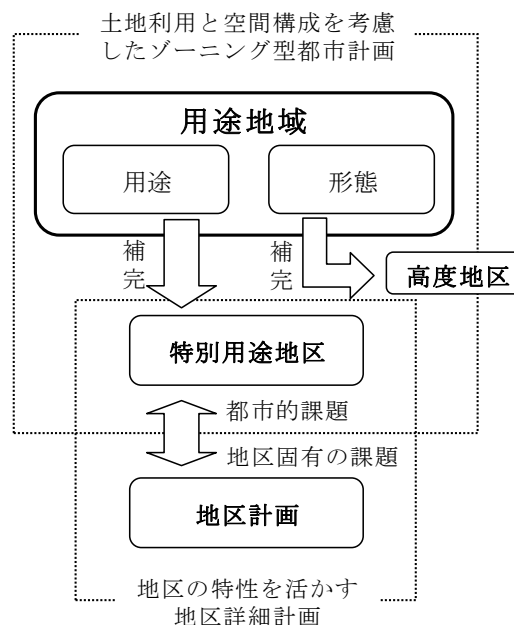 土地利用と空間構成を考慮
したゾーニング型都市計画
用途地域
用途
形態
補完
補完
高度地区
特別用途地区
都市的課題
地区固有の課題
地区計画
地区の特性を活かす
地区詳細計画